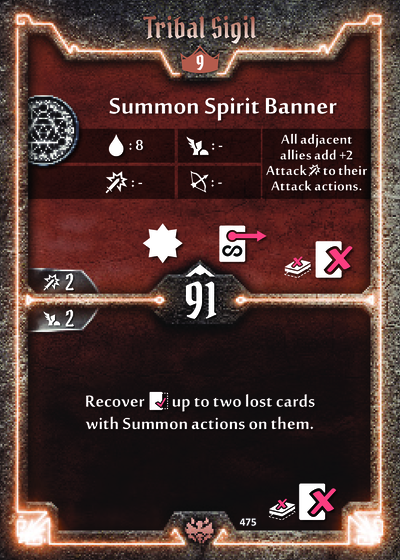 Tribal Sigil
9
Summon Spirit Banner
: 8
: -
: -
: -
All adjacent
allies add +2
Attack to their
Attack actions.
2
91
2
Recover up to two lost cards
with Summon actions on them.
475